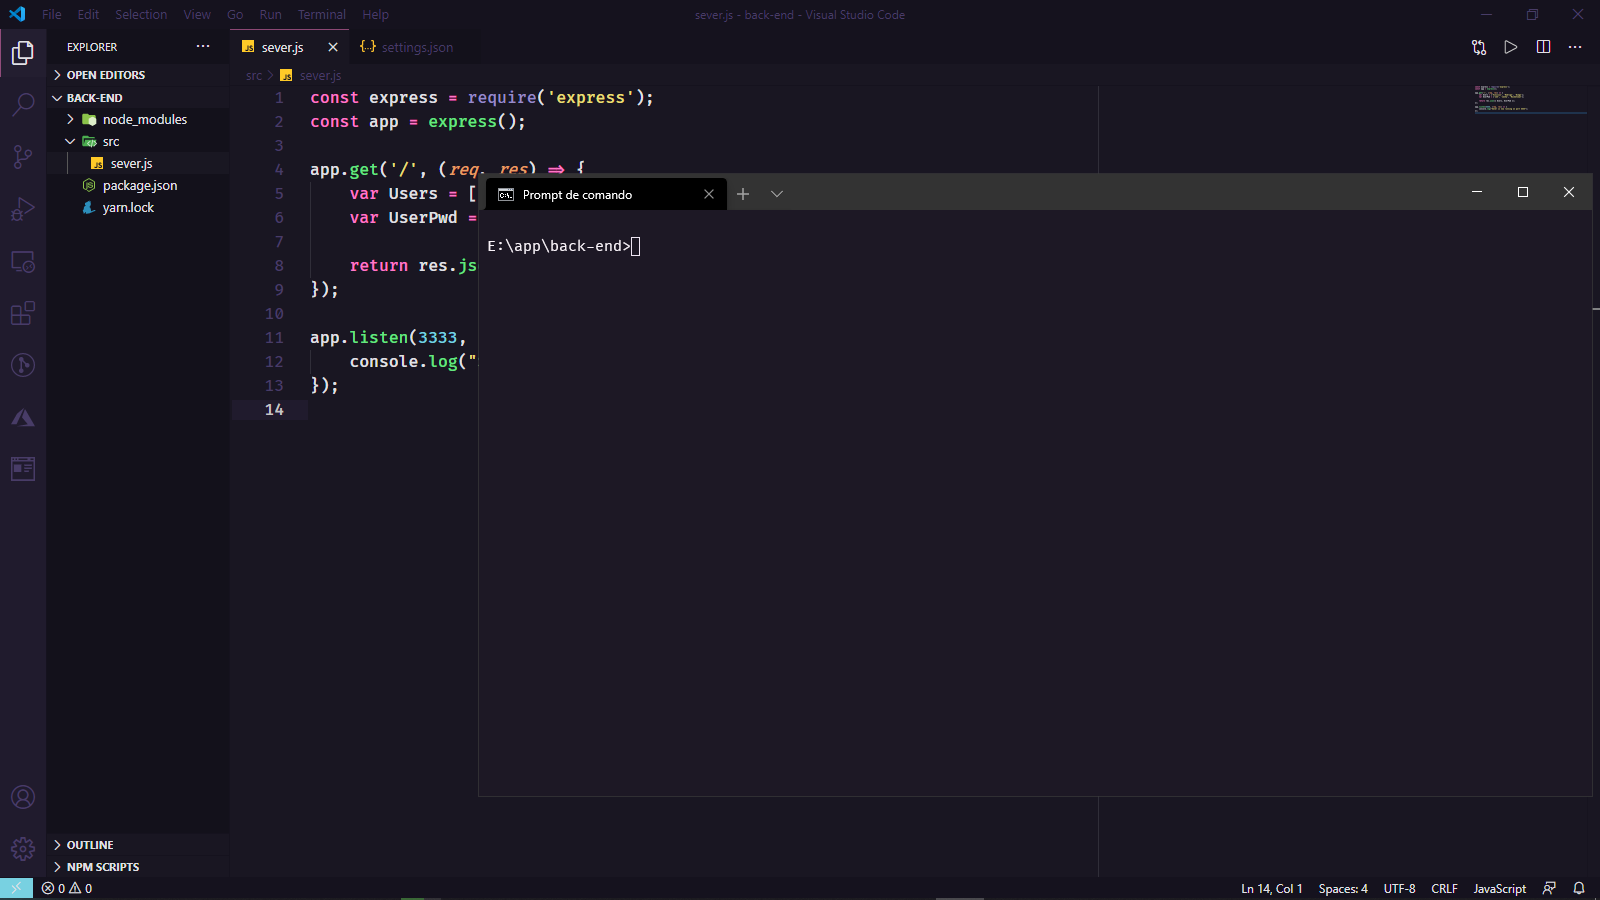 File Edit Selection View Go Run Terminal Help
sever.js - back-end - Visual Studio Code
EXPLORER
OPEN EDITORS
BACK-END
node_modules
src
sever.js
package.json
yarn.lock
OUTLINE
NPM SCRIPTS
sever.js
settings.json
src > sever.js
1 const express = require('express');
2 const app = express();
3
4 app.get('/', (req, res) => {
5 var Users = [
6 var UserPwd =
7
8 return res.js
9 });
10
11 app.listen(3333,
12 console.log("
13 });
14
Prompt de comando
E:\app\back-end>
0 0
Ln 14, Col 1
Spaces: 4
UTF-8
CRLF
JavaScript